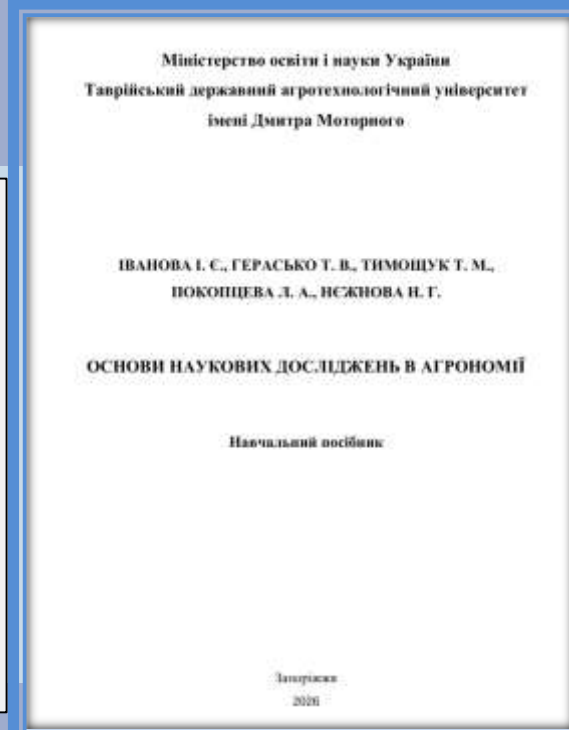 Міністерство освіти і науки України
Таврійський державний агротехнологічний університет
імені Дмитра Моторного
ІВАНОВА І. Є., ГЕРАСЬКО Т. В., ТИМОЩУК Т. М.,
ПОКОПЦЕВА Л. А., НЄЖНОВА Н. Г.
ОСНОВИ НАУКОВИХ ДОСЛІДЖЕНЬ В АГРОНОМІЇ
Навчальний посібник
Запоріжжя
2026